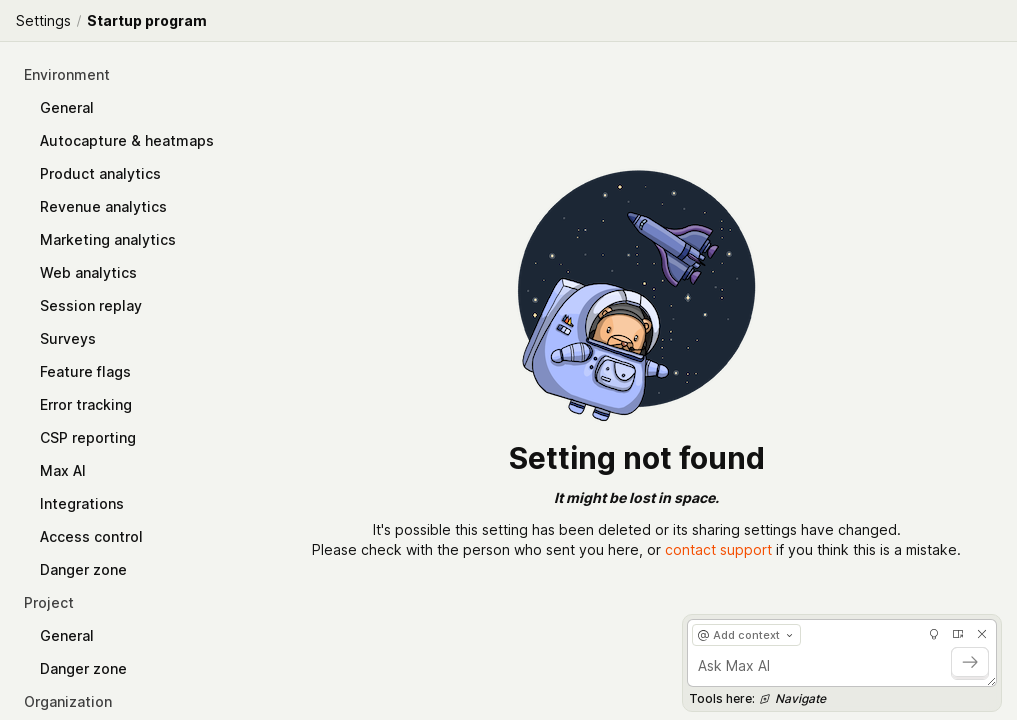 Settings / Startup program
Environment
General
Autocapture & heatmaps
Product analytics
Revenue analytics
Marketing analytics
Web analytics
Session replay
Surveys
Feature flags
Error tracking
CSP reporting
Max AI
Integrations
Access control
Danger zone
Project
General
Danger zone
Organization
Setting not found
It might be lost in space.
It's possible this setting has been deleted or its sharing settings have changed.
Please check with the person who sent you here, or contact support if you think this is a mistake.
@ Add context
Ask Max AI
Tools here: Navigate